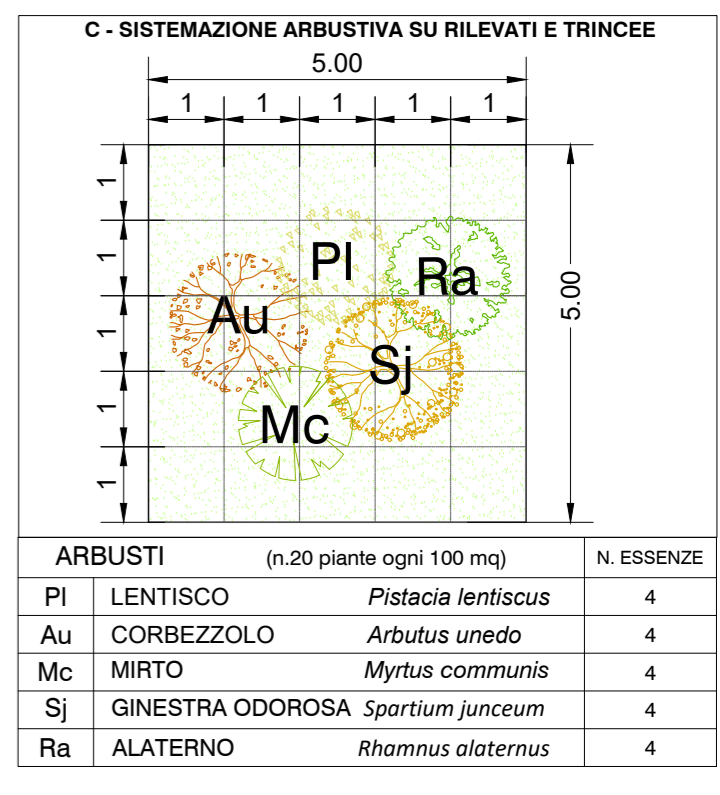 C - SISTEMAZIONE ARBUSTIVA SU RILEVATI E TRINCEE
5.00
1 1 1 1 1
1
1
1
1
1
5.00
Pl
Ra
Au
Sj
Mc
ARBUSTI (n.20 piante ogni 100 mq) N. ESSENZE
Pl LENTISCO Pistacia lentiscus 4
Au CORBEZZOLO Arbutus unedo 4
Mc MIRTO Myrtus communis 4
Sj GINESTRA ODOROSA Spartium junceum 4
Ra ALATERNO Rhamnus alaternus 4